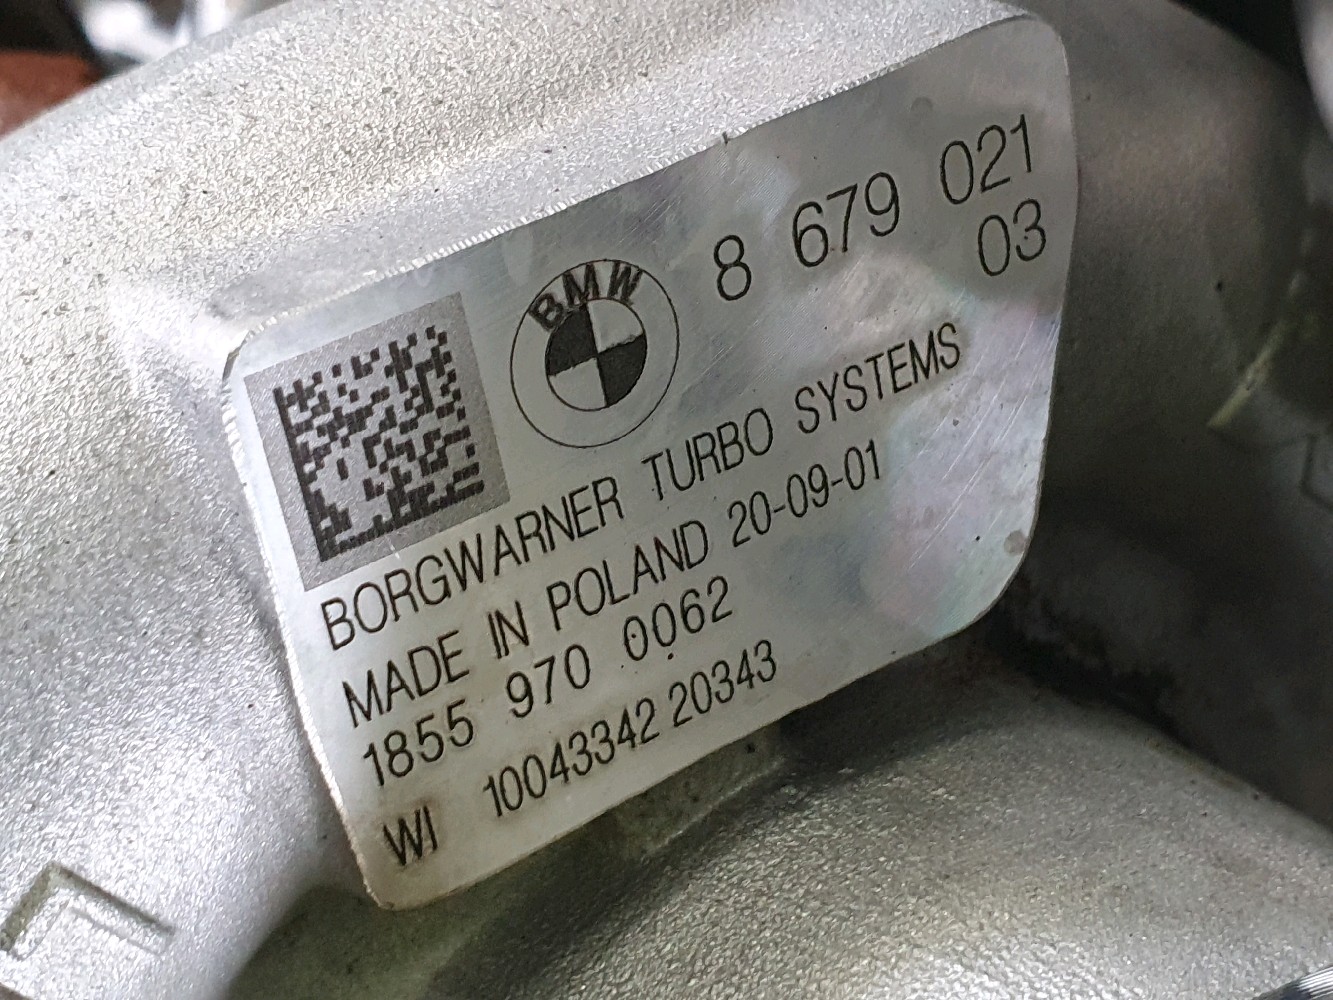 BMW
8 679 021
03
BORGWARNER TURBO SYSTEMS
MADE IN POLAND 20-09-01
1855 970 0062
WI 10043342 20343